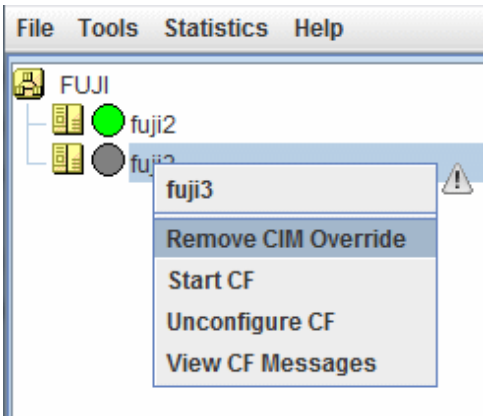 File Tools Statistics Help
FUJI
fuji2
fuji3
Remove CIM Override
Start CF
Unconfigure CF
View CF Messages